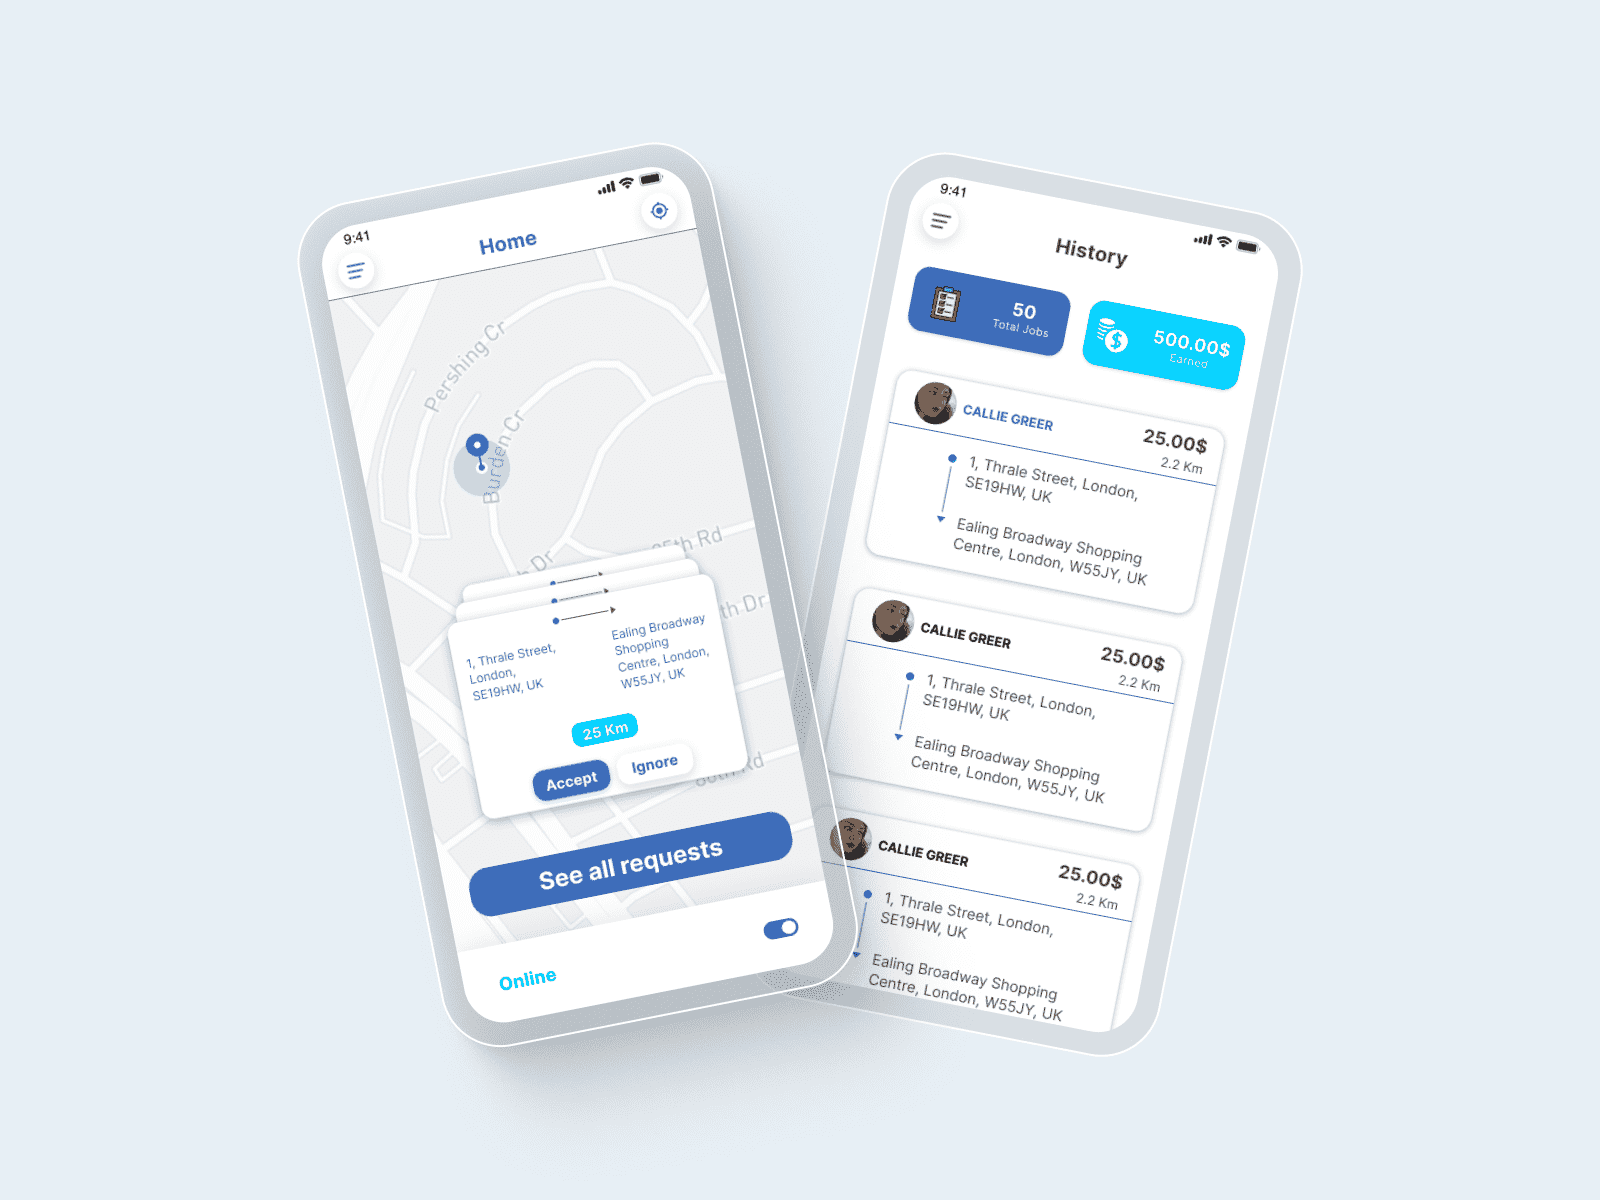 9:41
Home
Pershing Cr
Burden Cr
Dr
th Rd
th Dr
Rd
1, Thrale Street,
London,
SE19HW, UK
Ealing Broadway
Shopping
Centre, London,
W55JY, UK
25 Km
Accept
Ignore
See all requests
Online
9:41
History
50
Total Jobs
500.00$
Earned
CALLIE GREER
25.00$
2.2 Km
1, Thrale Street, London,
SE19HW, UK
Ealing Broadway Shopping
Centre, London, W55JY, UK
CALLIE GREER
25.00$
2.2 Km
1, Thrale Street, London,
SE19HW, UK
Ealing Broadway Shopping
Centre, London, W55JY, UK
CALLIE GREER
25.00$
2.2 Km
1, Thrale Street, London,
SE19HW, UK
Ealing Broadway Shopping
Centre, London, W55JY, UK